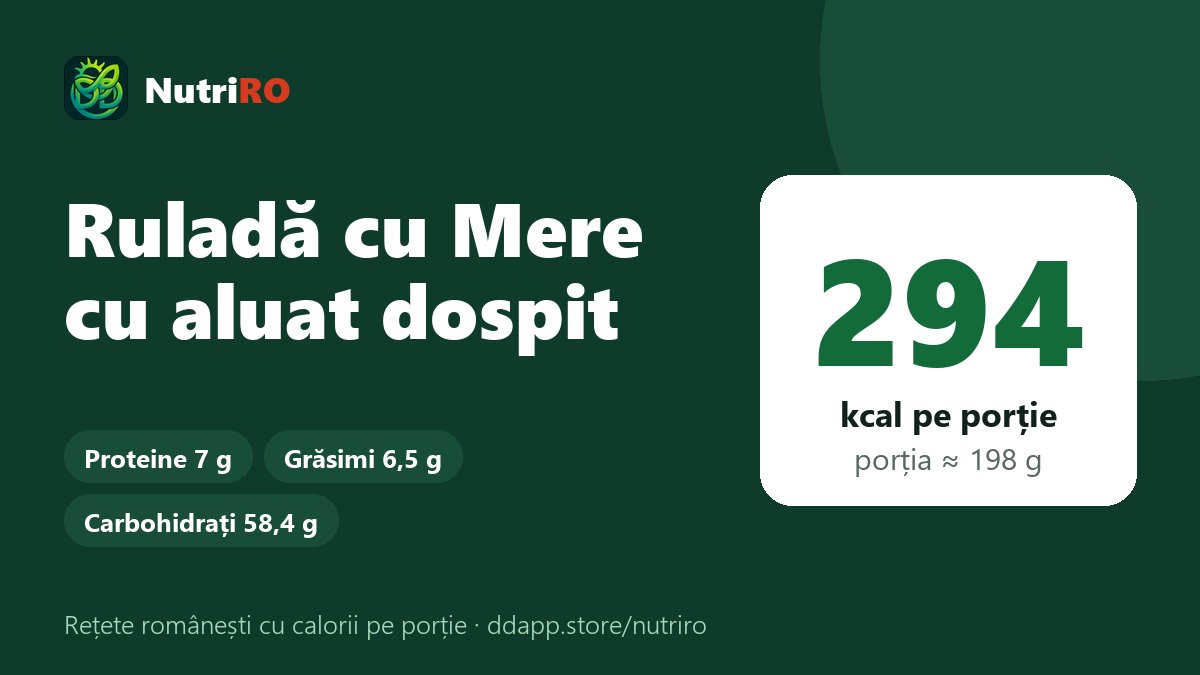 NutriRO
Ruladă cu Mere
cu aluat dospit
294
kcal pe porție
porția ≈ 198 g
Proteine 7 g
Grăsimi 6,5 g
Carbohidrați 58,4 g
Rețete românești cu calorii pe porție · ddapp.store/nutriro